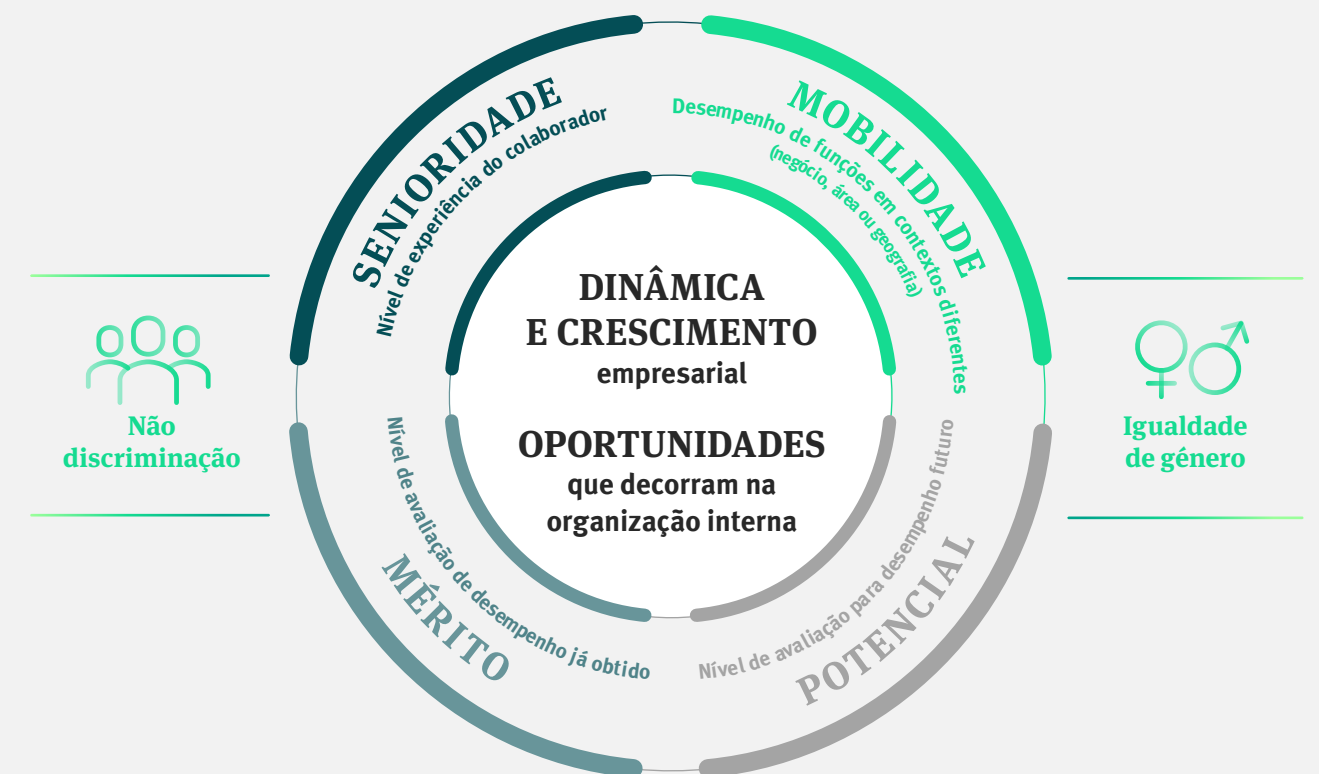 SENIORIDADE
Nível de experiência do colaborador
MOBILIDADE
Desempenho de funções em contextos diferentes
(negócio, área ou geografia)
DINÂMICA
E CRESCIMENTO
empresarial
OPORTUNIDADES
que decorram na
organização interna
Não
discriminação
Igualdade
de género
Nível de avaliação de desempenho já obtido
MÉRITO
Nível de avaliação para desempenho futuro
POTENCIAL